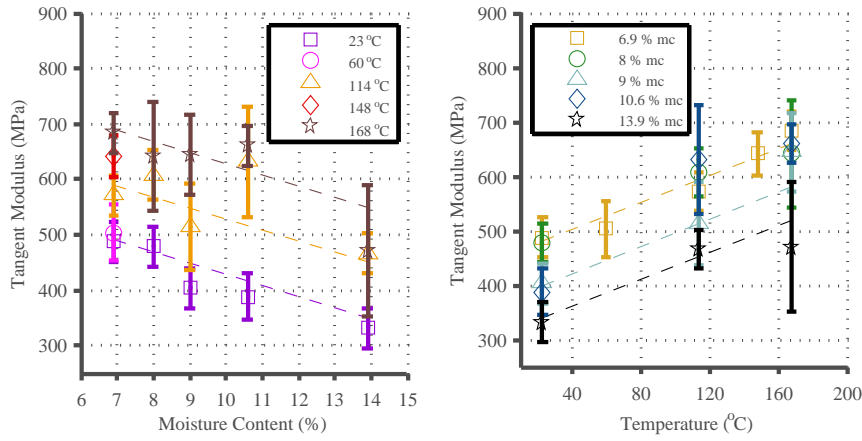 900
800
700
600
500
400
300
Tangent Modulus (MPa)
23 °C
60 °C
114 °C
148 °C
168 °C
6 7 8 9 10 11 12 13 14 15
Moisture Content (%)
900
800
700
600
500
400
300
Tangent Modulus (MPa)
6.9 % mc
8 % mc
9 % mc
10.6 % mc
13.9 % mc
40 80 120 160 200
Temperature (°C)